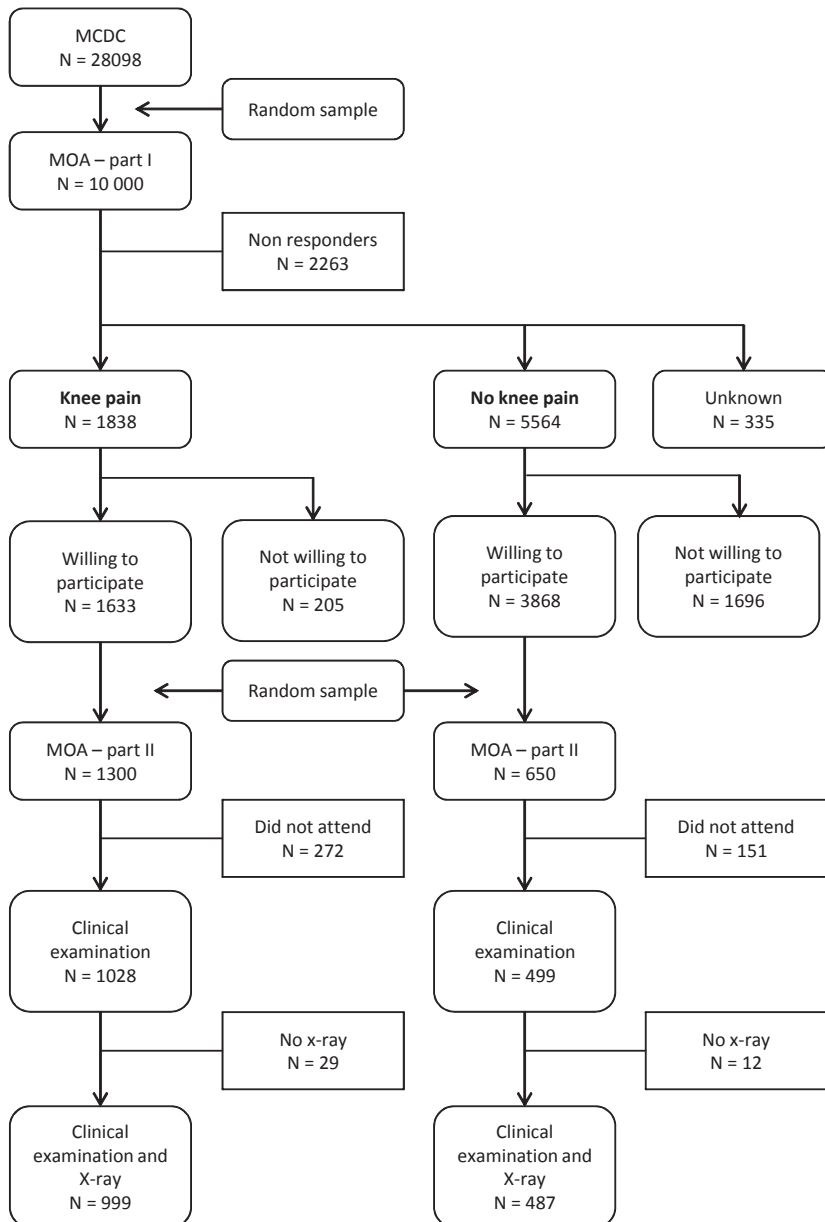 MCDC
N = 28098
Random sample
MOA – part I
N = 10 000
Non responders
N = 2263
Knee pain
N = 1838
No knee pain
N = 5564
Unknown
N = 335
Willing to
participate
N = 1633
Not willing to
participate
N = 205
Willing to
participate
N = 3868
Not willing to
participate
N = 1696
Random sample
MOA – part II
N = 1300
MOA – part II
N = 650
Did not attend
N = 272
Did not attend
N = 151
Clinical
examination
N = 1028
Clinical
examination
N = 499
No x-ray
N = 29
No x-ray
N = 12
Clinical
examination and
X-ray
N = 999
Clinical
examination and
X-ray
N = 487